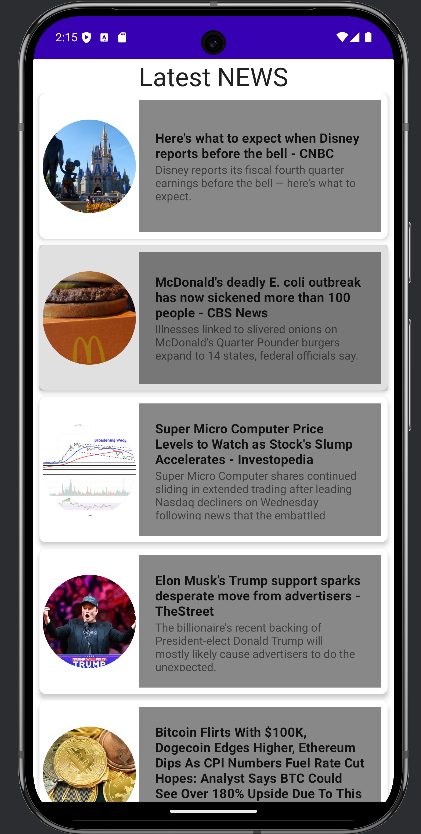 2:15
Latest NEWS
Here's what to expect when Disney
reports before the bell - CNBC
Disney reports its fiscal fourth quarter
earnings before the bell — here's what to
expect.
McDonald's deadly E. coli outbreak
has now sickened more than 100
people - CBS News
Illnesses linked to slivered onions on
McDonald's Quarter Pounder burgers
expand to 14 states, federal officials say.
Broadening Wedge
Super Micro Computer Price
Levels to Watch as Stock's Slump
Accelerates - Investopedia
Super Micro Computer shares continued
sliding in extended trading after leading
Nasdaq decliners on Wednesday
following news that the embattled
Elon Musk's Trump support sparks
desperate move from advertisers -
TheStreet
The billionaire's recent backing of
President-elect Donald Trump will
mostly likely cause advertisers to do the
unexpected.
TRUMP
Bitcoin Flirts With $100K,
Dogecoin Edges Higher, Ethereum
Dips As CPI Numbers Fuel Rate Cut
Hopes: Analyst Says BTC Could
See Over 180% Upside Due To This